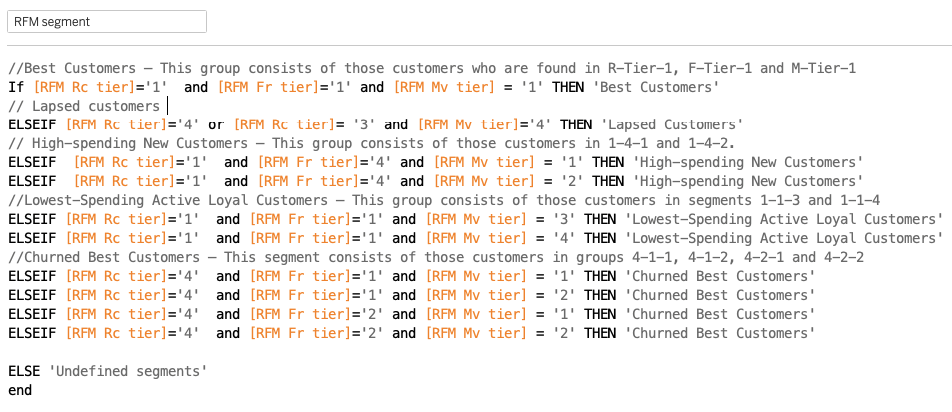 RFM segment
//Best Customers – This group consists of those customers who are found in R-Tier-1, F-Tier-1 and M-Tier-1
If [RFM Rc tier]='1'  and [RFM Fr tier]='1' and [RFM Mv tier] = '1' THEN 'Best Customers'
// Lapsed customers
ELSEIF [RFM Rc tier]='4' or [RFM Rc tier]= '3' and [RFM Mv tier]='4' THEN 'Lapsed Customers'
// High-spending New Customers – This group consists of those customers in 1-4-1 and 1-4-2.
ELSEIF  [RFM Rc tier]='1'  and [RFM Fr tier]='4' and [RFM Mv tier] = '1' THEN 'High-spending New Customers'
ELSEIF  [RFM Rc tier]='1'  and [RFM Fr tier]='4' and [RFM Mv tier] = '2' THEN 'High-spending New Customers'
//Lowest-Spending Active Loyal Customers – This group consists of those customers in segments 1-1-3 and 1-1-4
ELSEIF [RFM Rc tier]='1'  and [RFM Fr tier]='1' and [RFM Mv tier] = '3' THEN 'Lowest-Spending Active Loyal Customers'
ELSEIF [RFM Rc tier]='1'  and [RFM Fr tier]='1' and [RFM Mv tier] = '4' THEN 'Lowest-Spending Active Loyal Customers'
//Churned Best Customers – This segment consists of those customers in groups 4-1-1, 4-1-2, 4-2-1 and 4-2-2
ELSEIF [RFM Rc tier]='4'  and [RFM Fr tier]='1' and [RFM Mv tier] = '1' THEN 'Churned Best Customers'
ELSEIF [RFM Rc tier]='4'  and [RFM Fr tier]='1' and [RFM Mv tier] = '2' THEN 'Churned Best Customers'
ELSEIF [RFM Rc tier]='4'  and [RFM Fr tier]='2' and [RFM Mv tier] = '1' THEN 'Churned Best Customers'
ELSEIF [RFM Rc tier]='4'  and [RFM Fr tier]='2' and [RFM Mv tier] = '2' THEN 'Churned Best Customers'
ELSE 'Undefined segments'
end